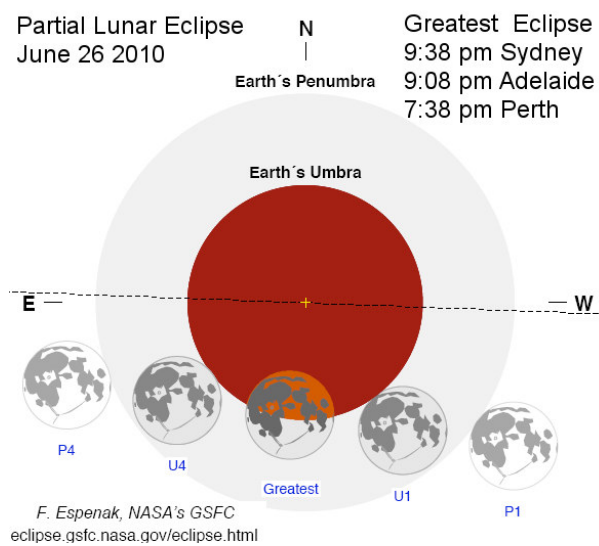 Partial Lunar Eclipse
June 26 2010
Greatest Eclipse
9:38 pm Sydney
9:08 pm Adelaide
7:38 pm Perth
N
Earth´s Penumbra
Earth´s Umbra
E
W
P4
U4
Greatest
U1
P1
F. Espenak, NASA's GSFC
eclipse.gsfc.nasa.gov/eclipse.html